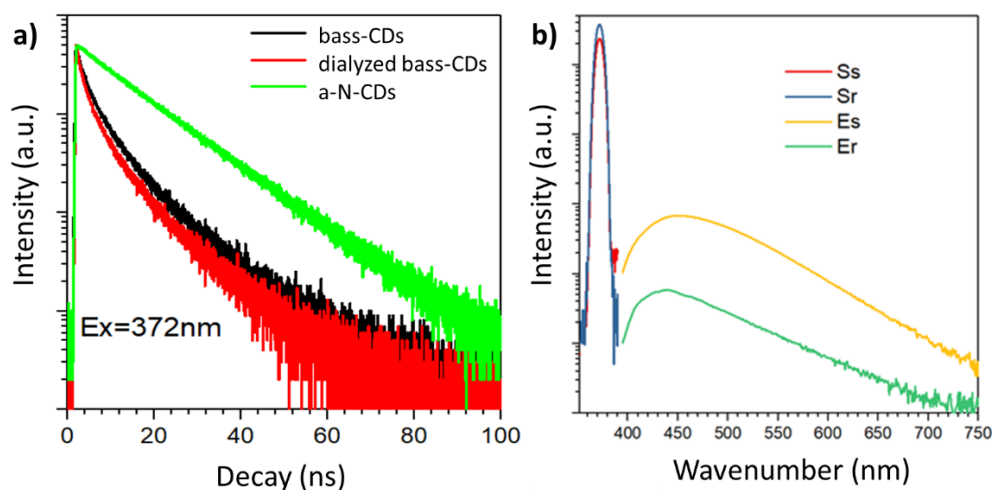 a)
bass-CDs
dialyzed bass-CDs
a-N-CDs
Intensity (a.u.)
Ex=372nm
0 20 40 60 80 100
Decay (ns)
b)
Ss
Sr
Es
Er
Intensity (a.u.)
400 450 500 550 600 650 700 750
Wavenumber (nm)